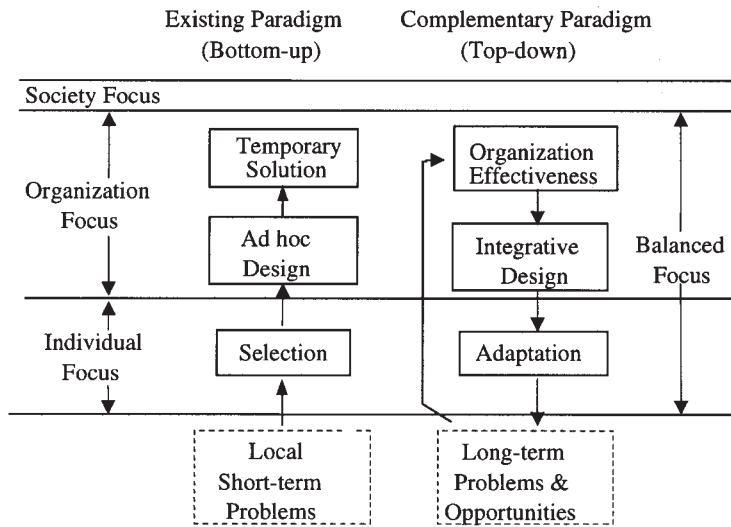 Existing Paradigm
(Bottom-up)
Complementary Paradigm
(Top-down)
Society Focus
Organization
Focus
Temporary
Solution
Ad hoc
Design
Organization
Effectiveness
Integrative
Design
Balanced
Focus
Individual
Focus
Selection
Adaptation
Local
Short-term
Problems
Long-term
Problems &
Opportunities